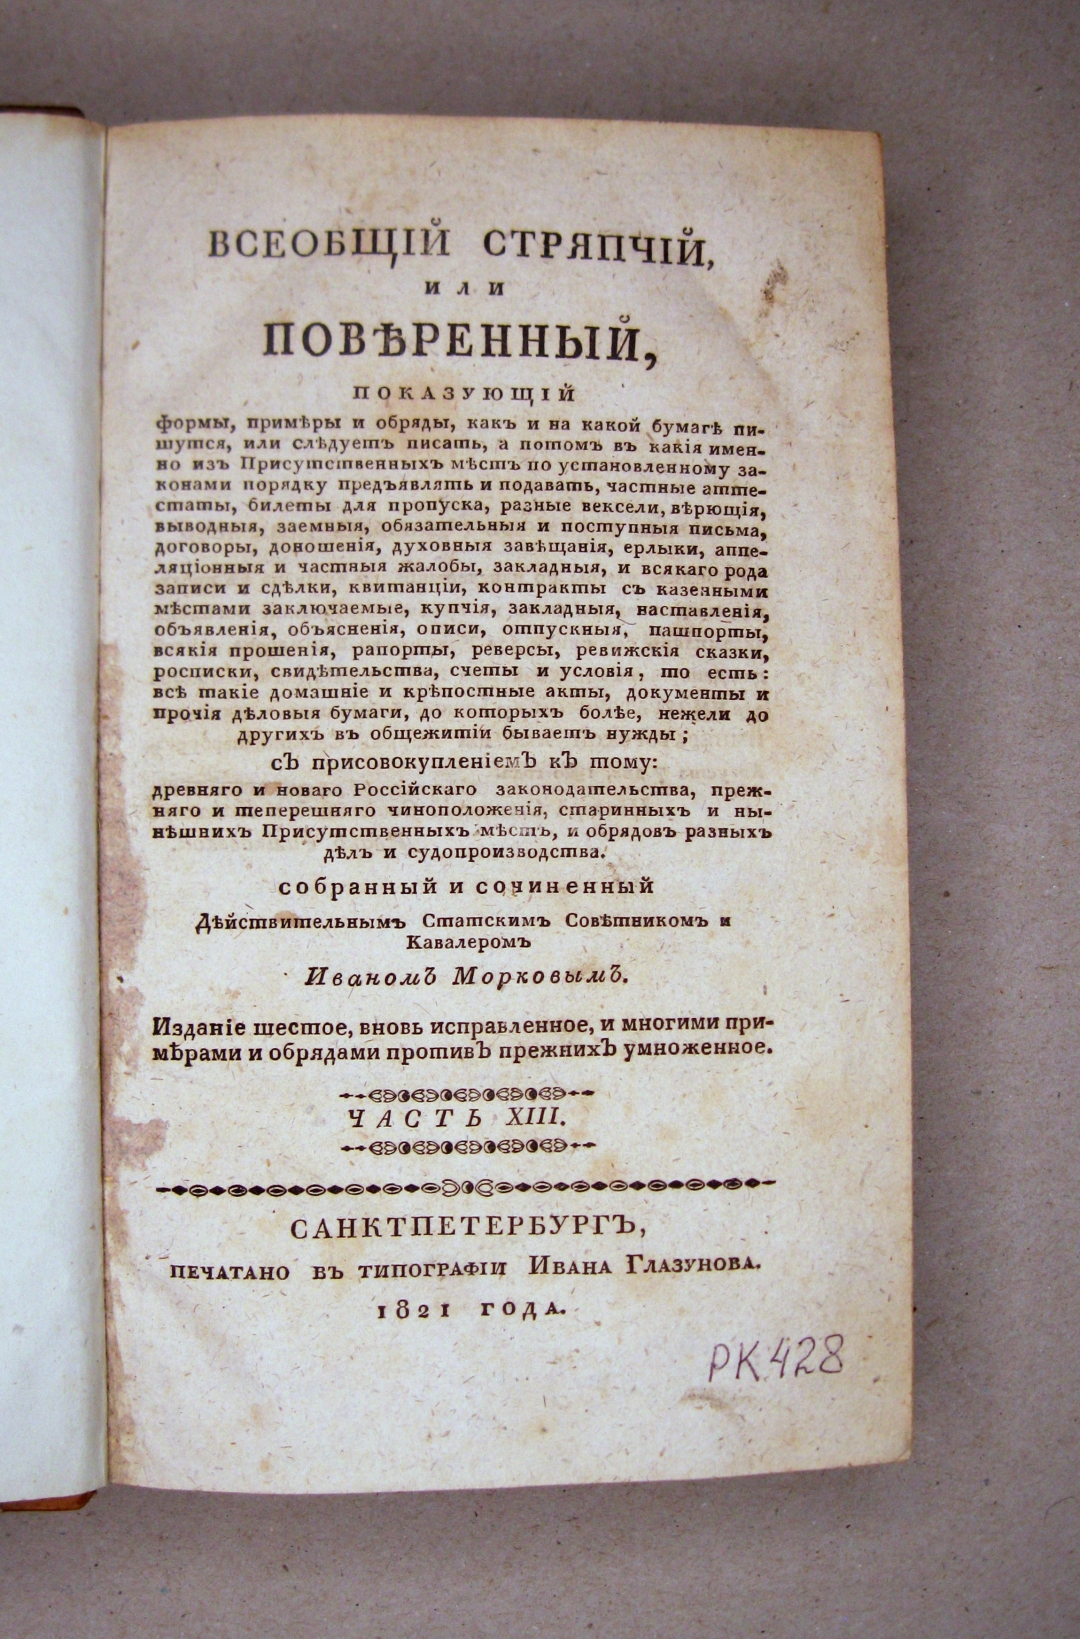 ВСЕОБЩІЙ СТРЯПЧІЙ,
ИЛИ
ПОВѢРЕННЫЙ,
ПОКАЗУЮЩІЙ
формы, примѣры и обряды, какъ и на какой бумагѣ пи-
шутся, или слѣдуетъ писать, а потомъ въ какія имен-
но изъ Присутственныхъ мѣстъ по установленному за-
конами порядку предъявлять и подавать, частные атте-
статы, билеты для пропуска, разные вексели, вѣрющія,
выводныя, заемныя, обязательныя и поступныя письма,
договоры, доношенія, духовныя завѣщанія, ерлыки, аппе-
ляціонныя и частныя жалобы, закладныя, и всякаго рода
записи и сдѣлки, квитанціи, контракты съ казенными
мѣстами заключаемые, купчія, закладныя, наставленія,
объявленія, объясненія, описи, отпускныя, пашпорты,
всякія прошенія, рапорты, реверсы, ревижскія сказки,
росписки, свидѣтельства, счеты и условія, то есть:
всѣ такіе домашніе и крѣпостные акты, документы и
прочія дѣловыя бумаги, до которыхъ болѣе, нежели до
другихъ въ общежитіи бываетъ нужды;
съ присовокупленіемъ къ тому:
древняго и новаго Россійскаго законодательства, преж-
няго и теперешняго чиноположенія, старинныхъ и ны-
нѣшнихъ Присутственныхъ мѣстъ, и обрядовъ разныхъ
дѣлъ и судопроизводства.
собранный и сочиненный
Дѣйствительнымъ Статскимъ Совѣтникомъ и
Кавалеромъ
Иваномъ Морковымъ.
Изданіе шестое, вновь исправленное, и многими при-
мѣрами и обрядами противъ прежнихъ умноженное.
ЧАСТЬ XIII.
САНКТПЕТЕРБУРГЪ,
ПЕЧАТАНО ВЪ ТИПОГРАФІИ ИВАНА ГЛАЗУНОВА.
1821 ГОДА.
РК 428